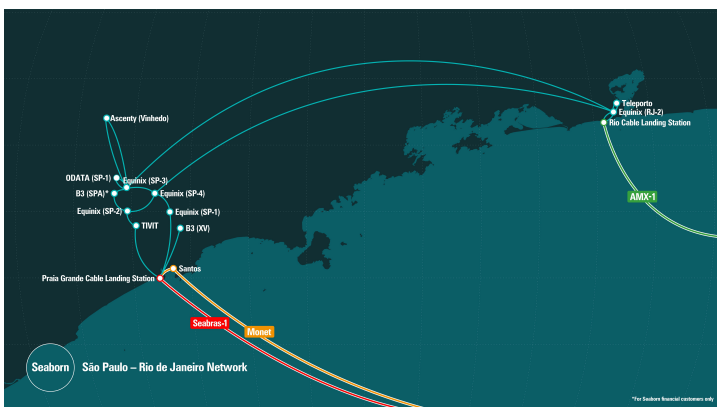 Teleporto
Equinix (RJ-2)
Rio Cable Landing Station
Ascenty (Vinhedo)
ODATA (SP-1)
Equinix (SP-3)
B3 (SPA)*
Equinix (SP-4)
AMX-1
Equinix (SP-2)
Equinix (SP-1)
TIVIT
B3 (XV)
Santos
Praia Grande Cable Landing Station
Seabras-1
Monet
Seaborn
São Paulo – Rio de Janeiro Network
*For Seaborn financial customers only